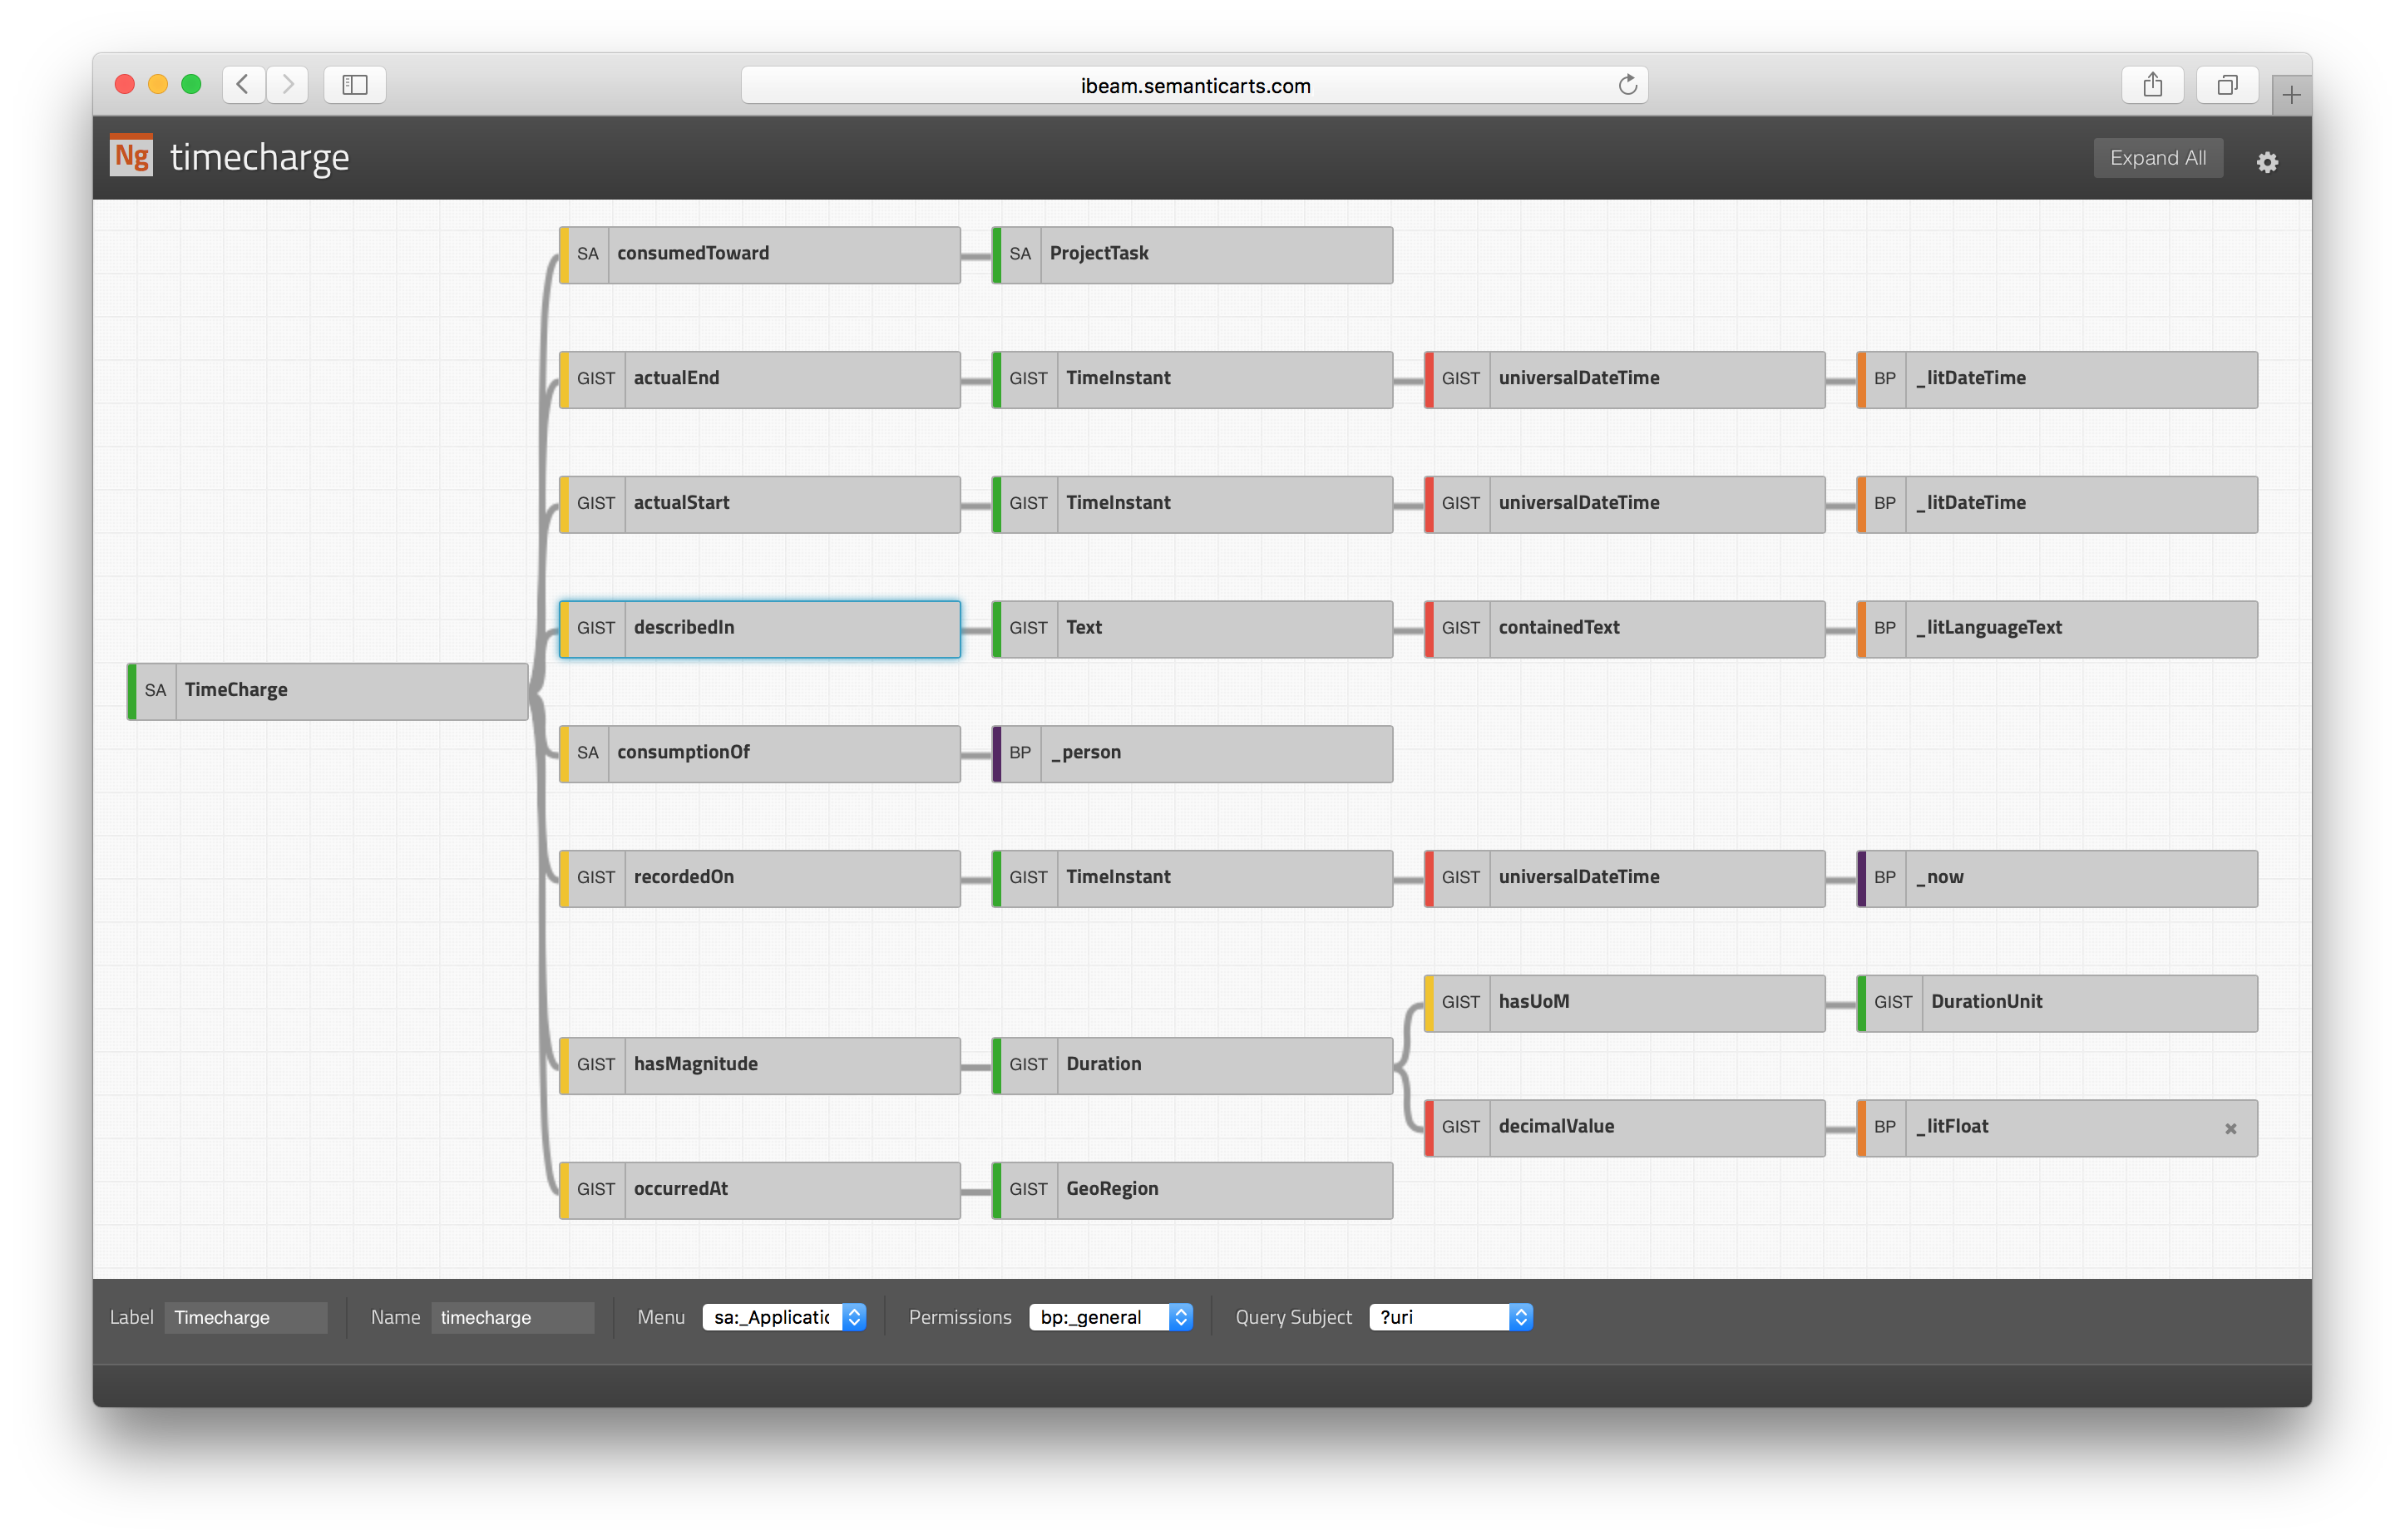 ibeam.semanticarts.com
Ng timecharge Expand All
SA consumedToward SA ProjectTask
GIST actualEnd GIST TimeInstant GIST universalDateTime BP _litDateTime
GIST actualStart GIST TimeInstant GIST universalDateTime BP _litDateTime
GIST describedIn GIST Text GIST containedText BP _litLanguageText
SA TimeCharge
SA consumptionOf BP _person
GIST recordedOn GIST TimeInstant GIST universalDateTime BP _now
GIST hasUoM GIST DurationUnit
GIST hasMagnitude GIST Duration
GIST decimalValue BP _litFloat
GIST occurredAt GIST GeoRegion
Label Timecharge Name timecharge Menu sa:_Applicatic Permissions bp:_general Query Subject ?uri